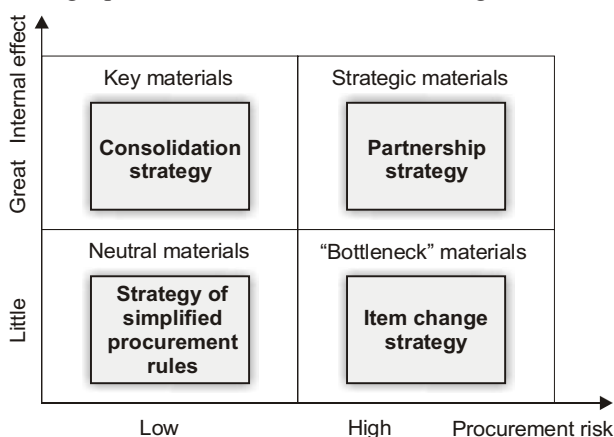 Internal effect
Great
Little
Key materials
Consolidation
strategy
Strategic materials
Partnership
strategy
Neutral materials
Strategy of
simplified
procurement
rules
“Bottleneck” materials
Item change
strategy
Low
High
Procurement risk